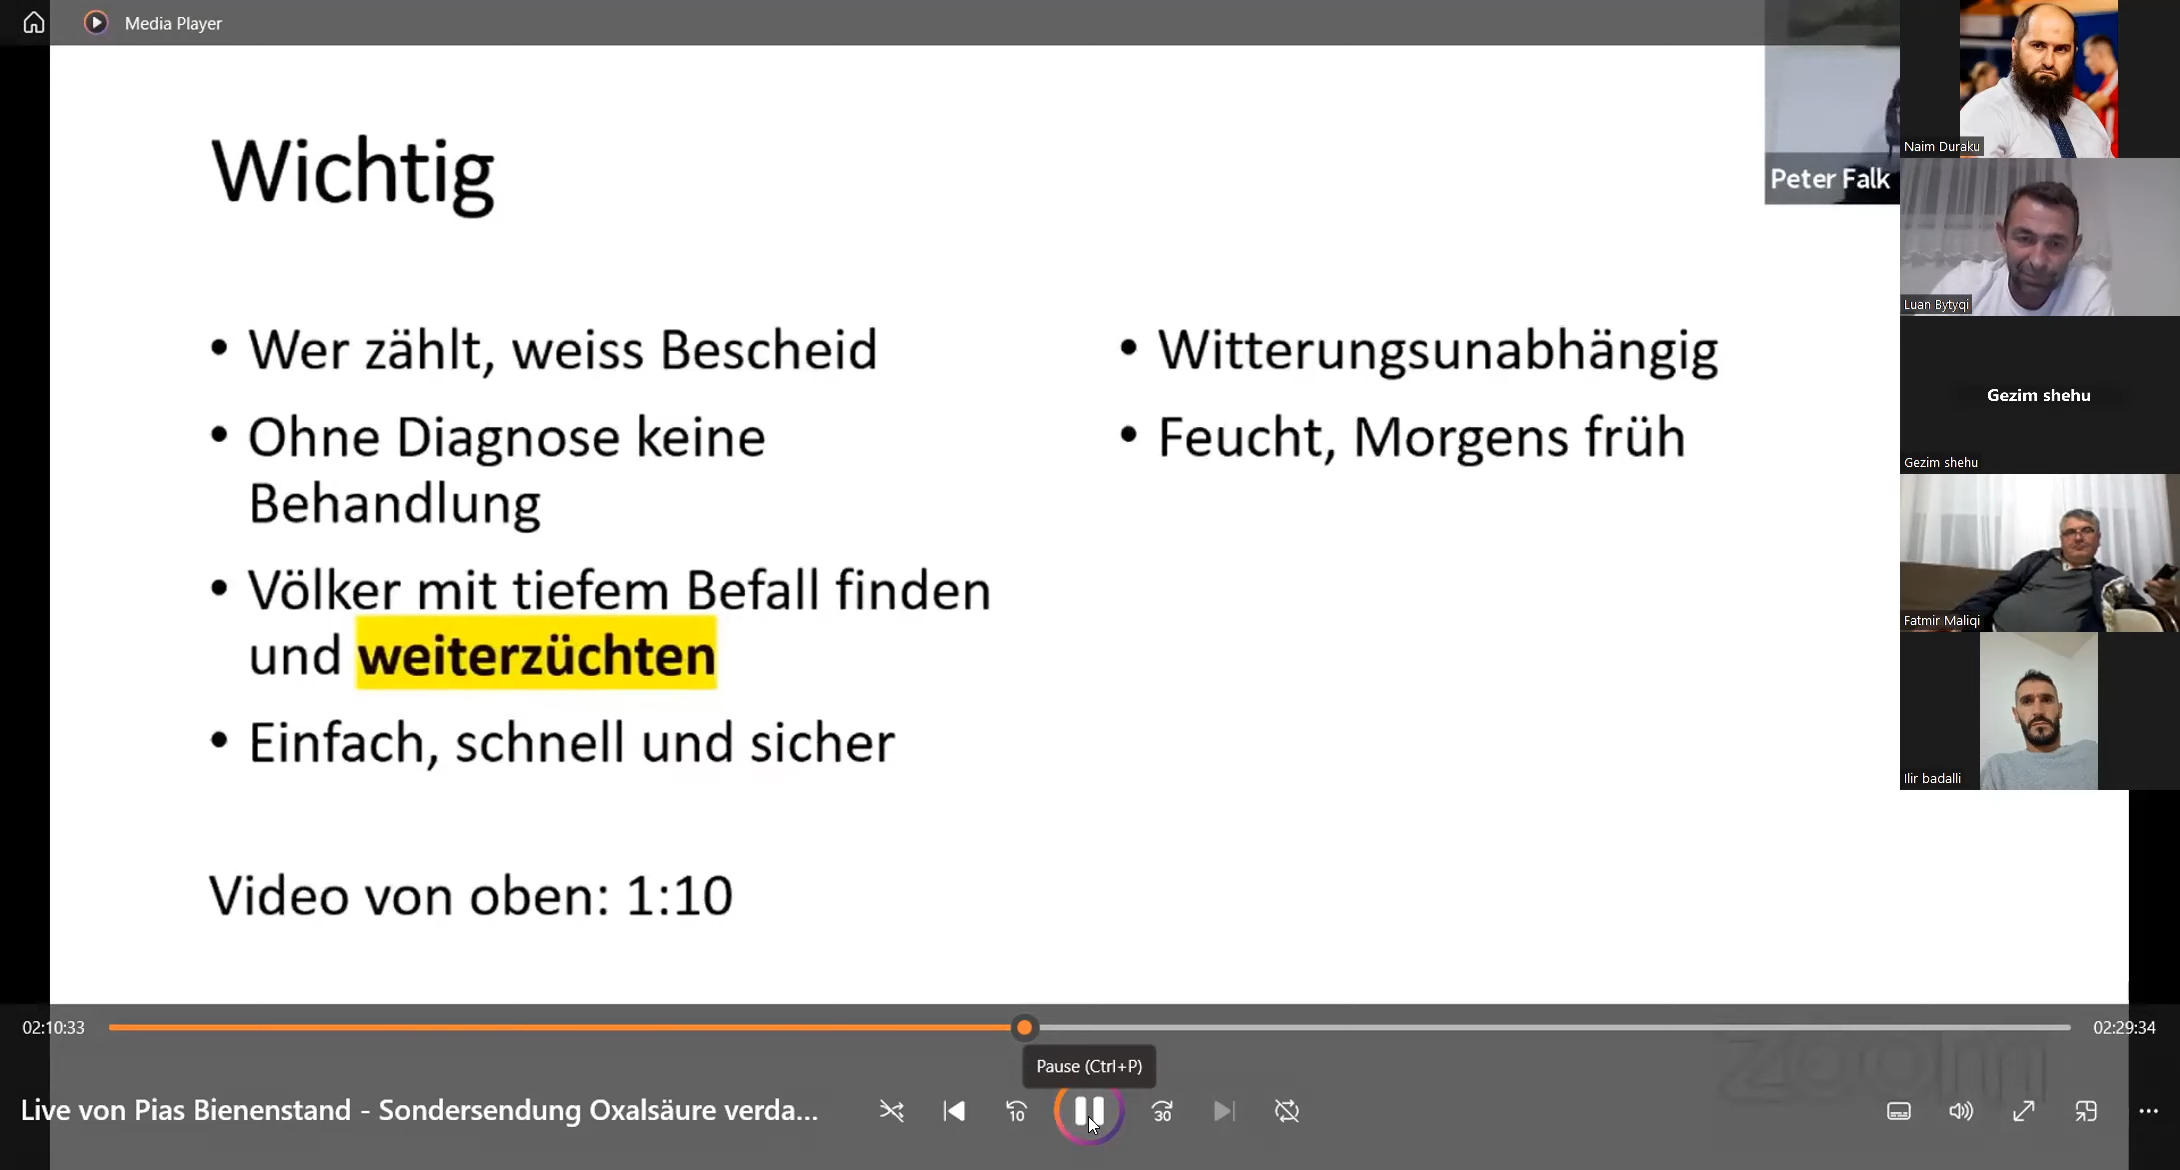 Media Player
Wichtig
• Wer zählt, weiss Bescheid
• Ohne Diagnose keine
Behandlung
• Völker mit tiefem Befall finden
und weiterzüchten
• Einfach, schnell und sicher
Video von oben: 1:10
• Witterungsunabhängig
• Feucht, Morgens früh
Peter Falk
Naim Duraku
Luan Bytyqi
Gezim shehu
Gezim shehu
Fatmir Maliqi
Ilir badalli
02:10:33
02:29:34
zoom
Pause (Ctrl+P)
Live von Pias Bienenstand - Sondersendung Oxalsäure verda...
10
30